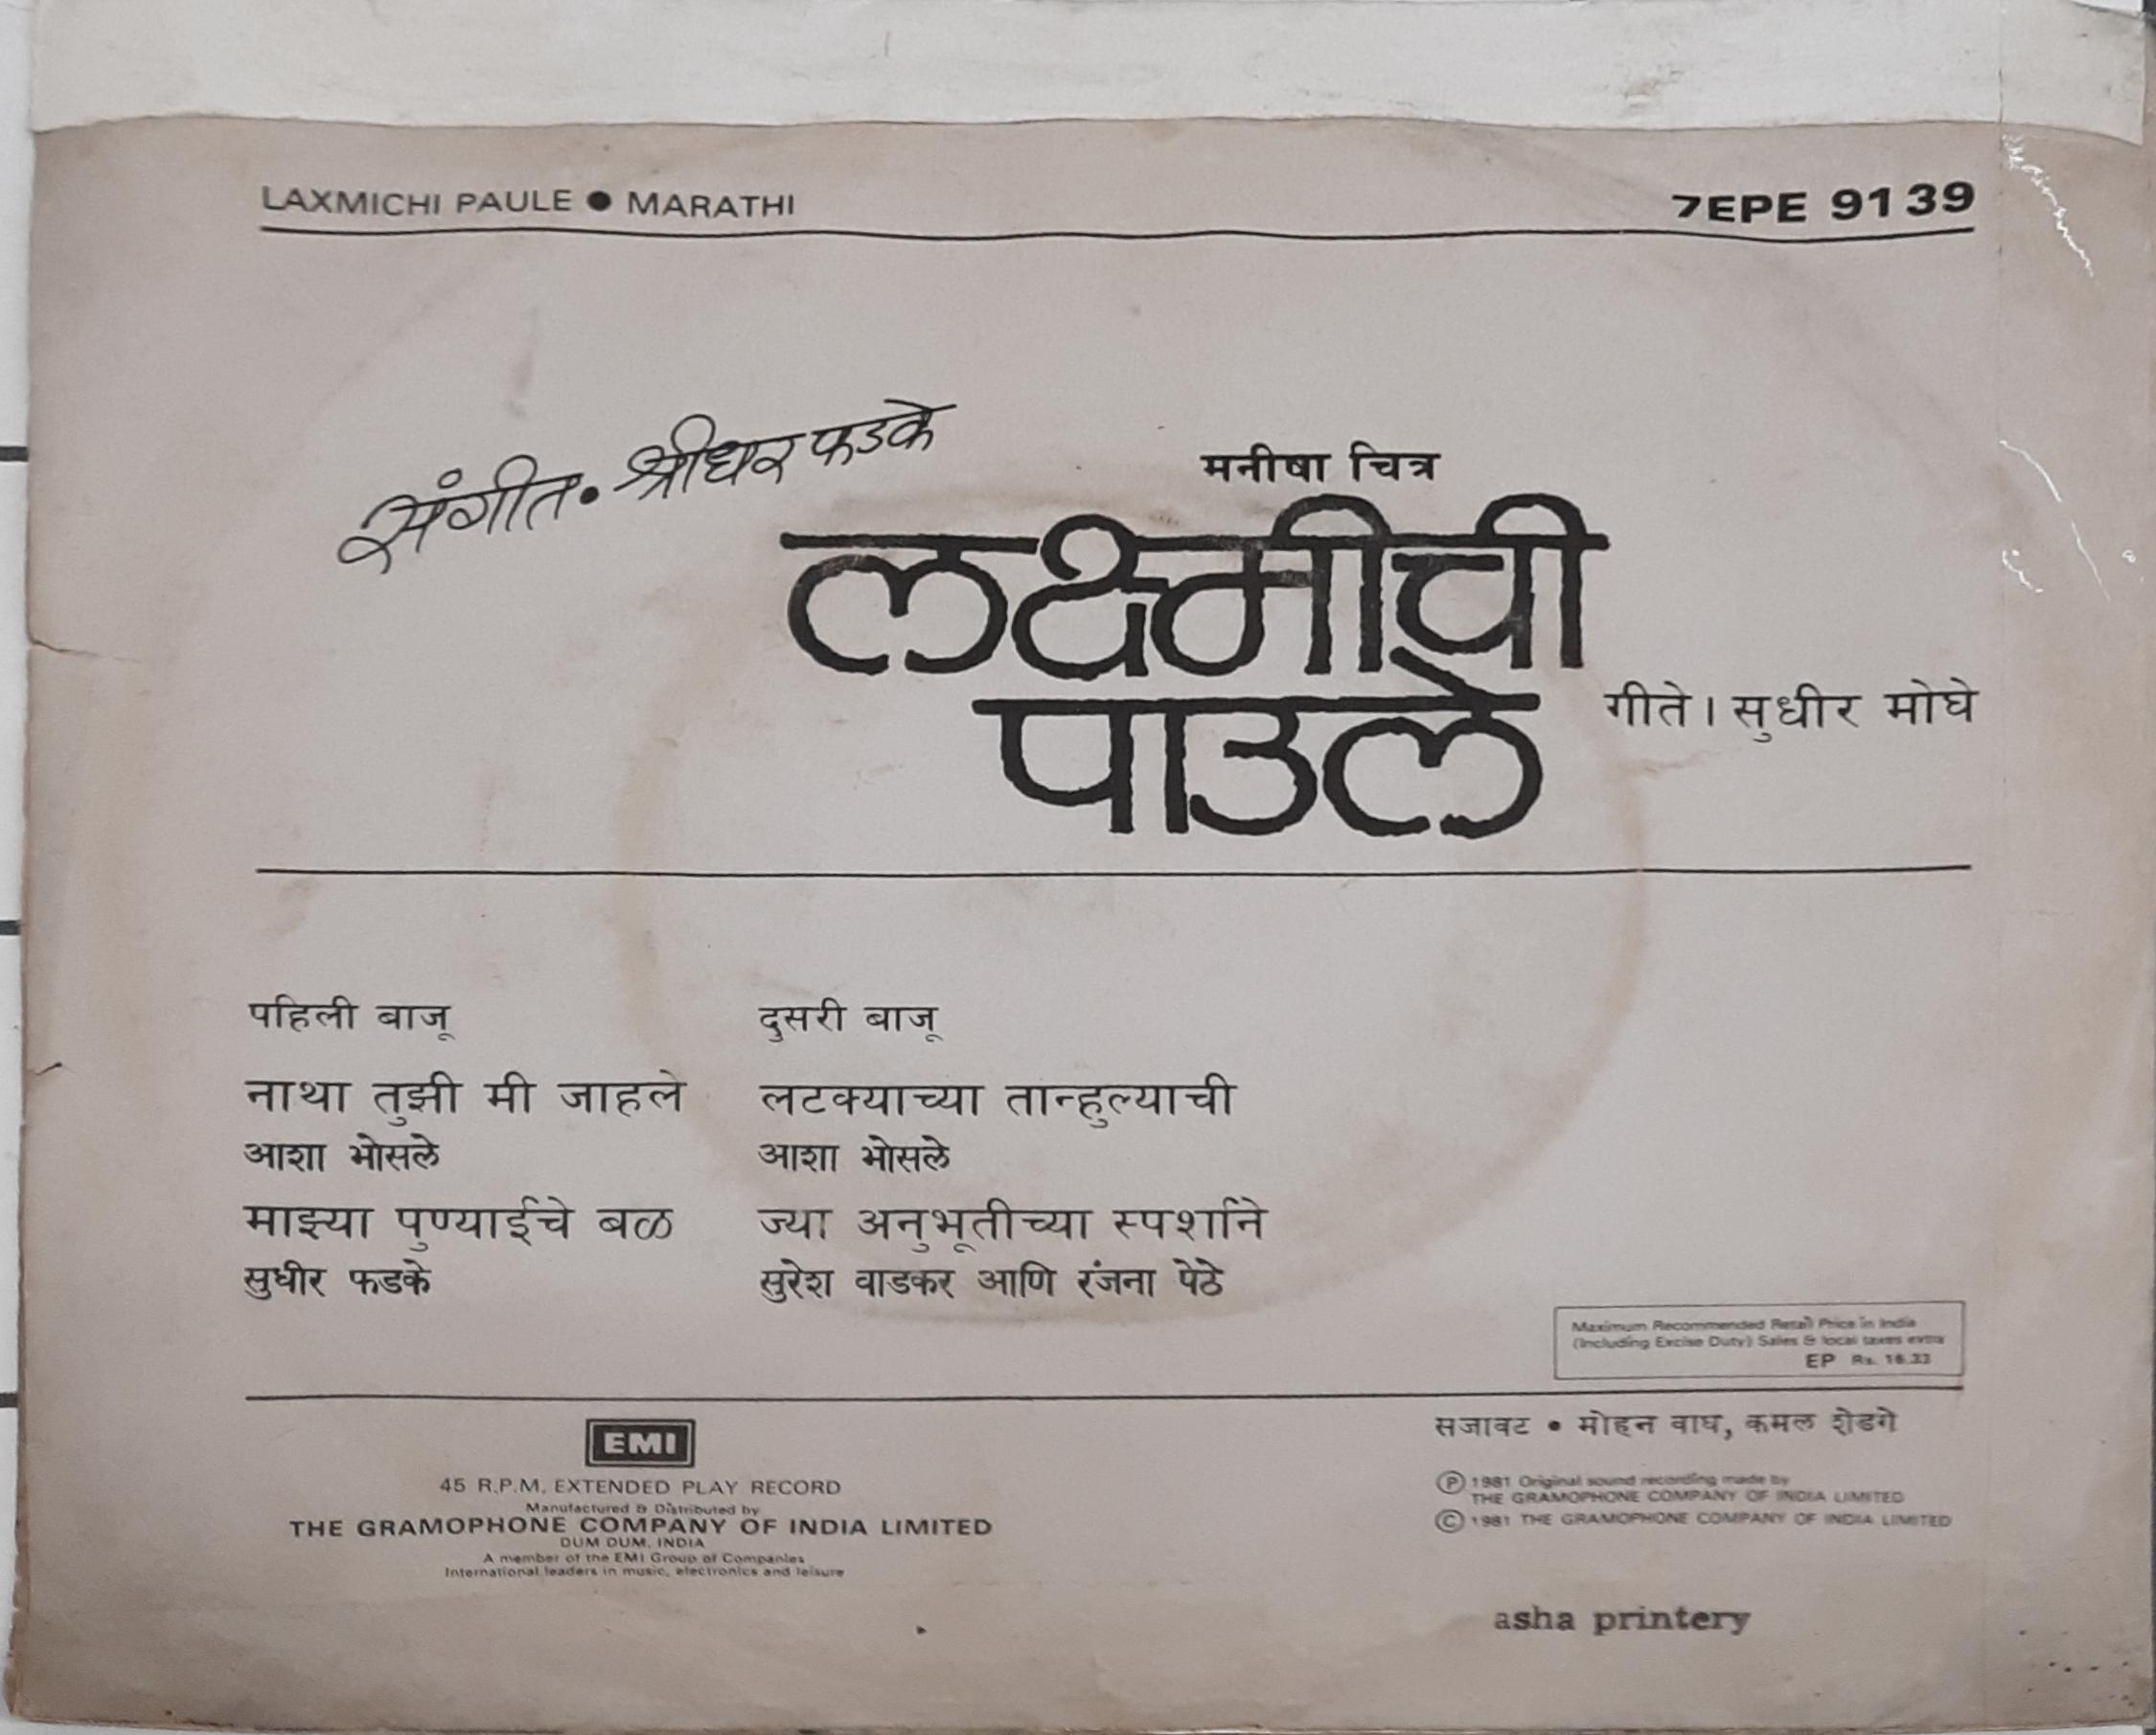 LAXMICHI PAULE ● MARATHI
7EPE 9139
संगीत • श्रीधर फडके
मनीषा चित्र
लक्ष्मीची
पाउले
गीते । सुधीर मोघे
पहिली बाजू
नाथा तुझी मी जाहले
आशा भोसले
माझ्या पुण्याईचे बळ
सुधीर फडके
दुसरी बाजू
लटक्याच्या तान्हुल्याची
आशा भोसले
ज्या अनुभूतीच्या स्पर्शाने
सुरेश वाडकर आणि रंजना पेठे
Maximum Recommended Retail Price in India
(Including Excise Duty) Sales & local taxes extra
EP Rs. 16.33
EMI
45 R.P.M. EXTENDED PLAY RECORD
Manufactured & Distributed by
THE GRAMOPHONE COMPANY OF INDIA LIMITED
DUM DUM, INDIA
A member of the EMI Group of Companies
International leaders in music, electronics and leisure
सजावट • मोहन वाघ, कमल शेडगे
Ⓟ 1981 Original sound recording made by
THE GRAMOPHONE COMPANY OF INDIA LIMITED
© 1981 THE GRAMOPHONE COMPANY OF INDIA LIMITED
asha printery